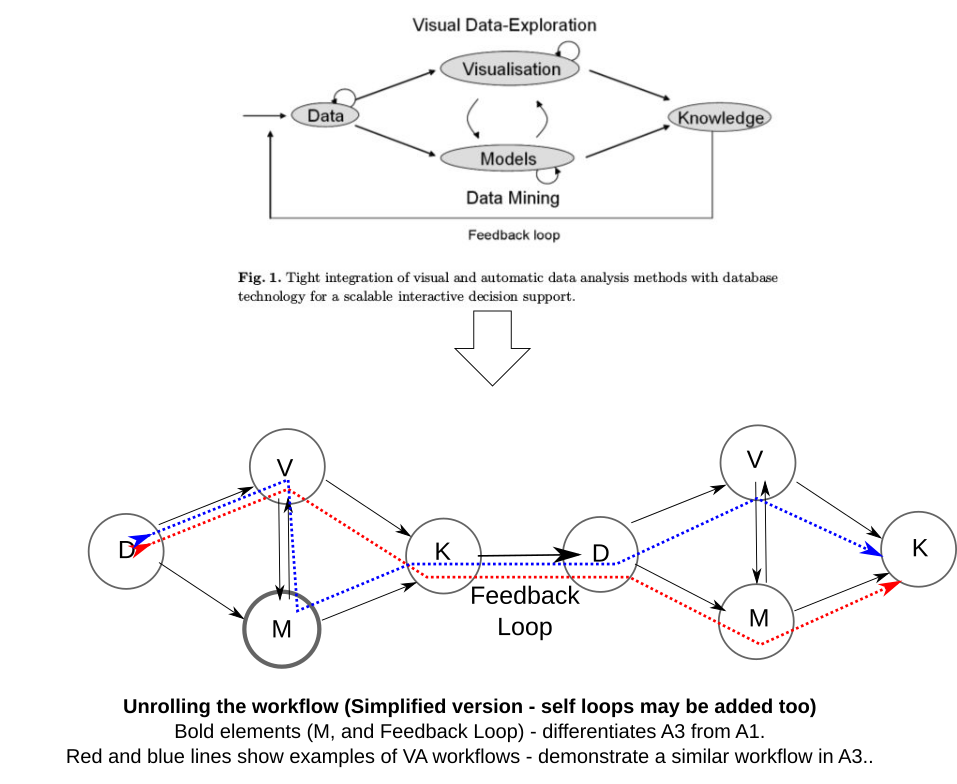 Visual Data-Exploration
Visualisation
Data
Knowledge
Models
Data Mining
Feedback loop
Fig. 1. Tight integration of visual and automatic data analysis methods with database
technology for a scalable interactive decision support.
V
V
D
K
D
K
M
M
Feedback
Loop
Unrolling the workflow (Simplified version - self loops may be added too)
Bold elements (M, and Feedback Loop) - differentiates A3 from A1.
Red and blue lines show examples of VA workflows - demonstrate a similar workflow in A3..